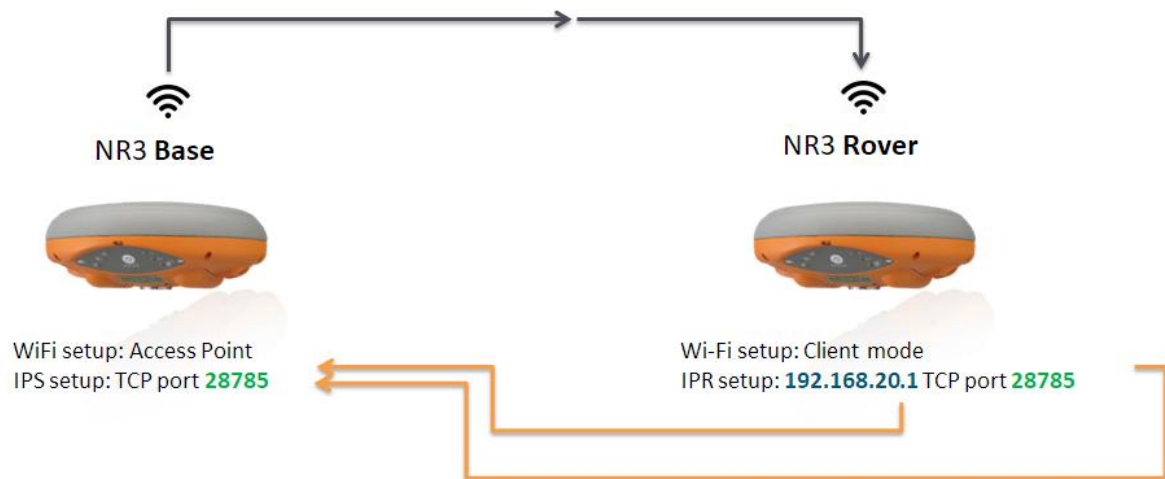 NR3 Base
NR3 Rover
WiFi setup: Access Point
IPS setup: TCP port 28785
Wi-Fi setup: Client mode
IPR setup: 192.168.20.1 TCP port 28785